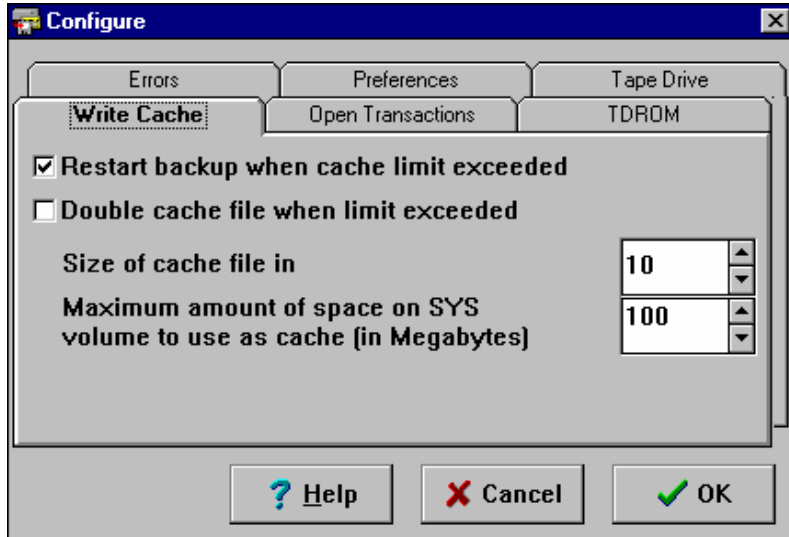 Configure
Errors
Preferences
Tape Drive
Write Cache
Open Transactions
TDROM
Restart backup when cache limit exceeded
Double cache file when limit exceeded
Size of cache file in
10
Maximum amount of space on SYS
volume to use as cache (in Megabytes)
100
? Help
Cancel
OK